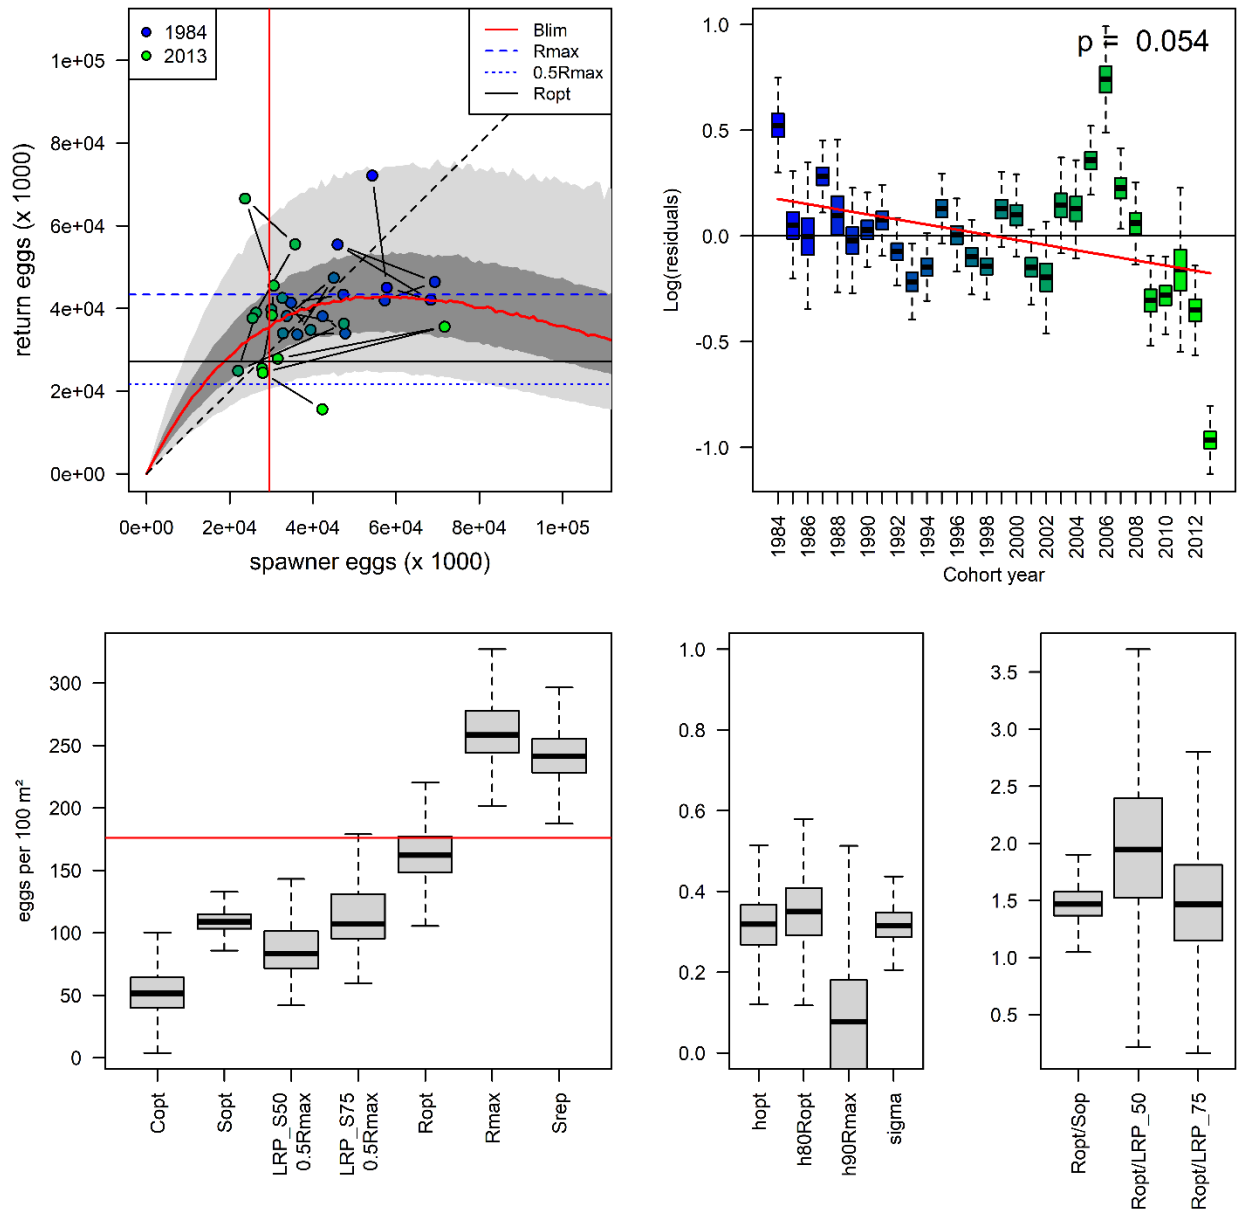 1984
2013
Blim
Rmax
0.5Rmax
Ropt
1e+05
8e+04
6e+04
4e+04
2e+04
0e+00
return eggs (x 1000)
0e+00 2e+04 4e+04 6e+04 8e+04 1e+05
spawner eggs (x 1000)
p = 0.054
1.0
0.5
0.0
-0.5
-1.0
Log(residuals)
1984 1986 1988 1990 1992 1994 1996 1998 2000 2002 2004 2006 2008 2010 2012
Cohort year
300
250
200
150
100
50
0
eggs per 100 m²
Copt
Sopt
LRP_S50
0.5Rmax
LRP_S75
0.5Rmax
Ropt
Rmax
Srep
1.0
0.8
0.6
0.4
0.2
0.0
hopt
h80Ropt
h90Rmax
sigma
3.5
3.0
2.5
2.0
1.5
1.0
0.5
Ropt/Sop
Ropt/LRP_50
Ropt/LRP_75